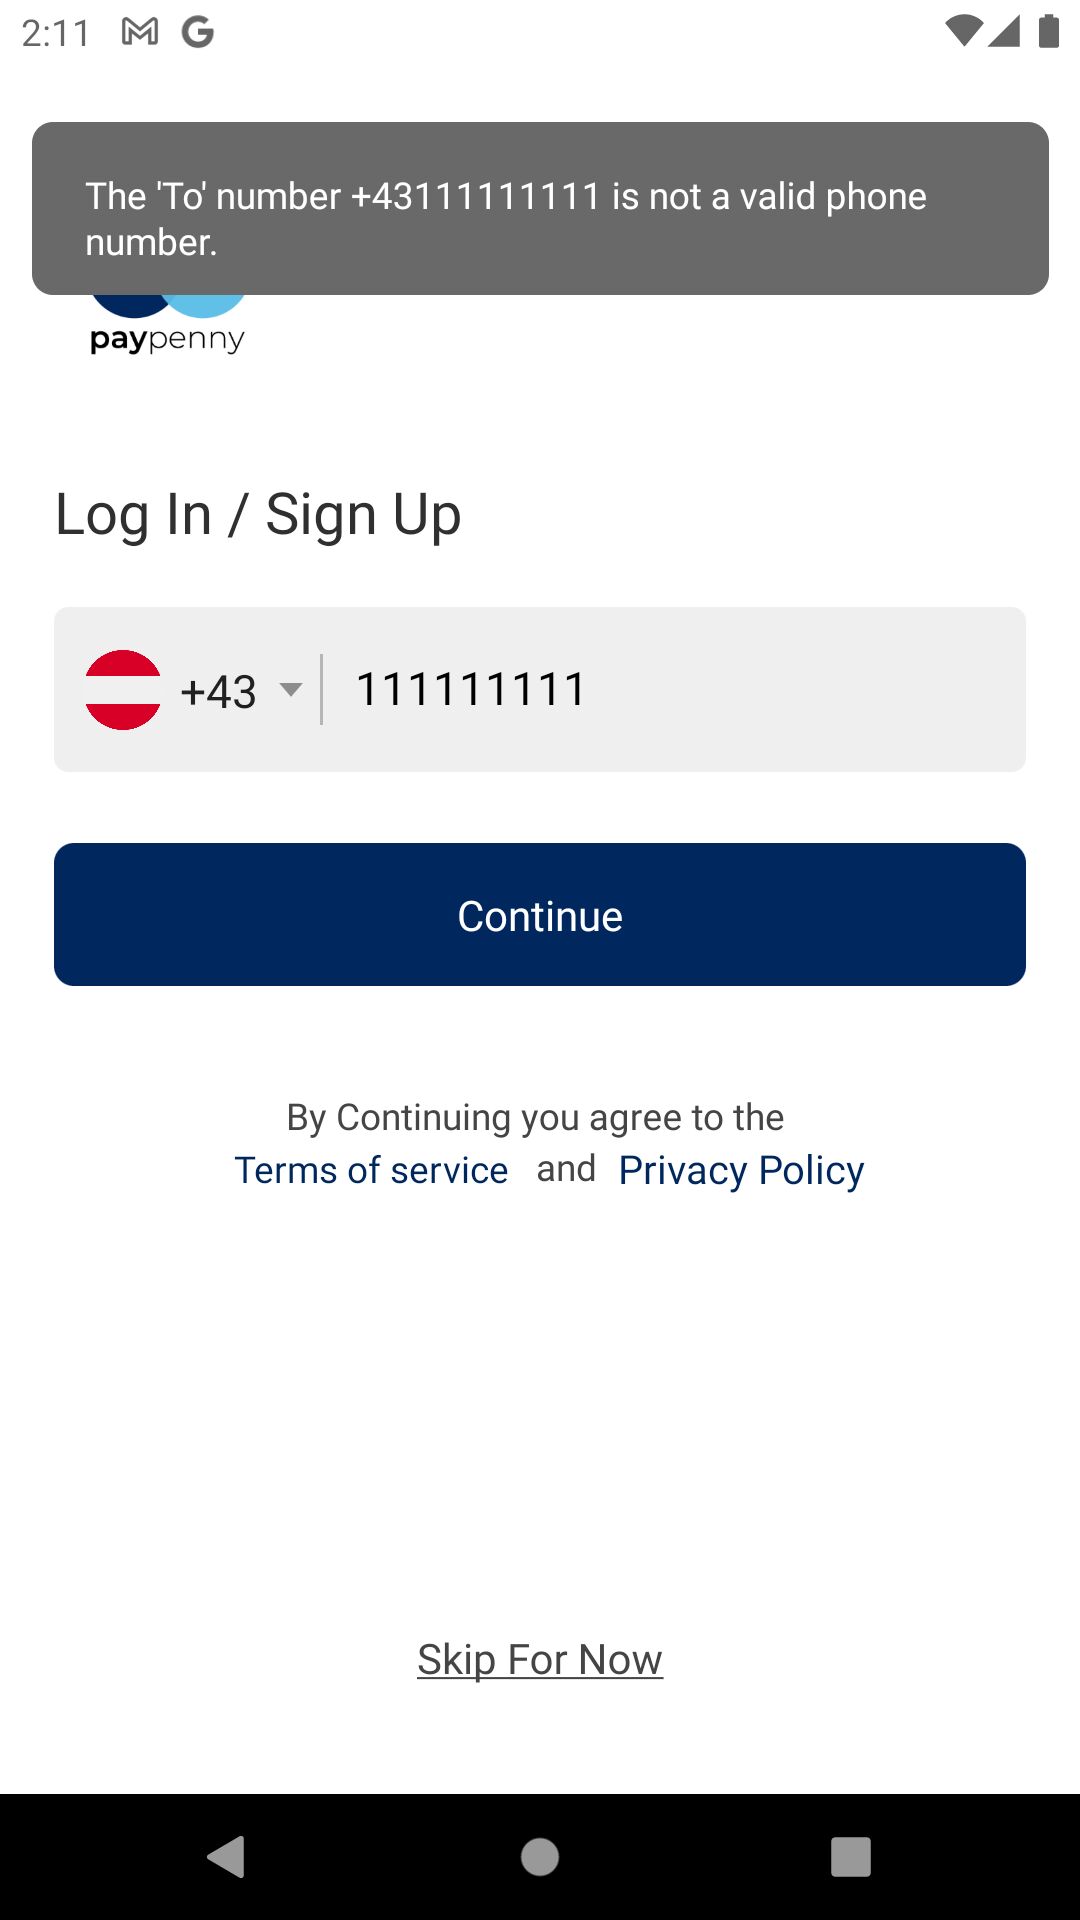 2:11
The 'To' number +43111111111 is not a valid phone
number.
paypenny
Log In / Sign Up
+43 111111111
Continue
By Continuing you agree to the
Terms of service and Privacy Policy
Skip For Now